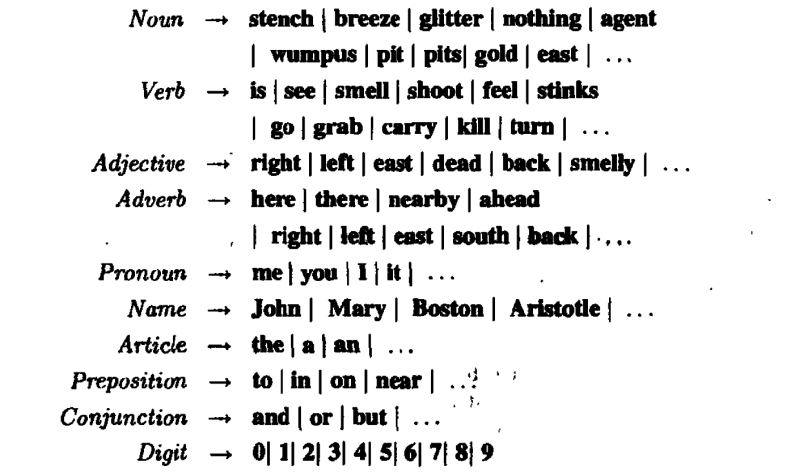 Noun → stench | breeze | glitter | nothing | agent
| wumpus | pit | pits| gold | east | ...
Verb → is | see | smell | shoot | feel | stinks
| go | grab | carry | kill | turn | ...
Adjective → right | left | east | dead | back | smelly | ...
Adverb → here | there | nearby | ahead
| right | left | east | south | back | ...
Pronoun → me | you | I | it | ...
Name → John | Mary | Boston | Aristotle | ...
Article → the | a | an | ...
Preposition → to | in | on | near | ...
Conjunction → and | or | but | ...
Digit → 0| 1| 2| 3| 4| 5| 6| 7| 8| 9